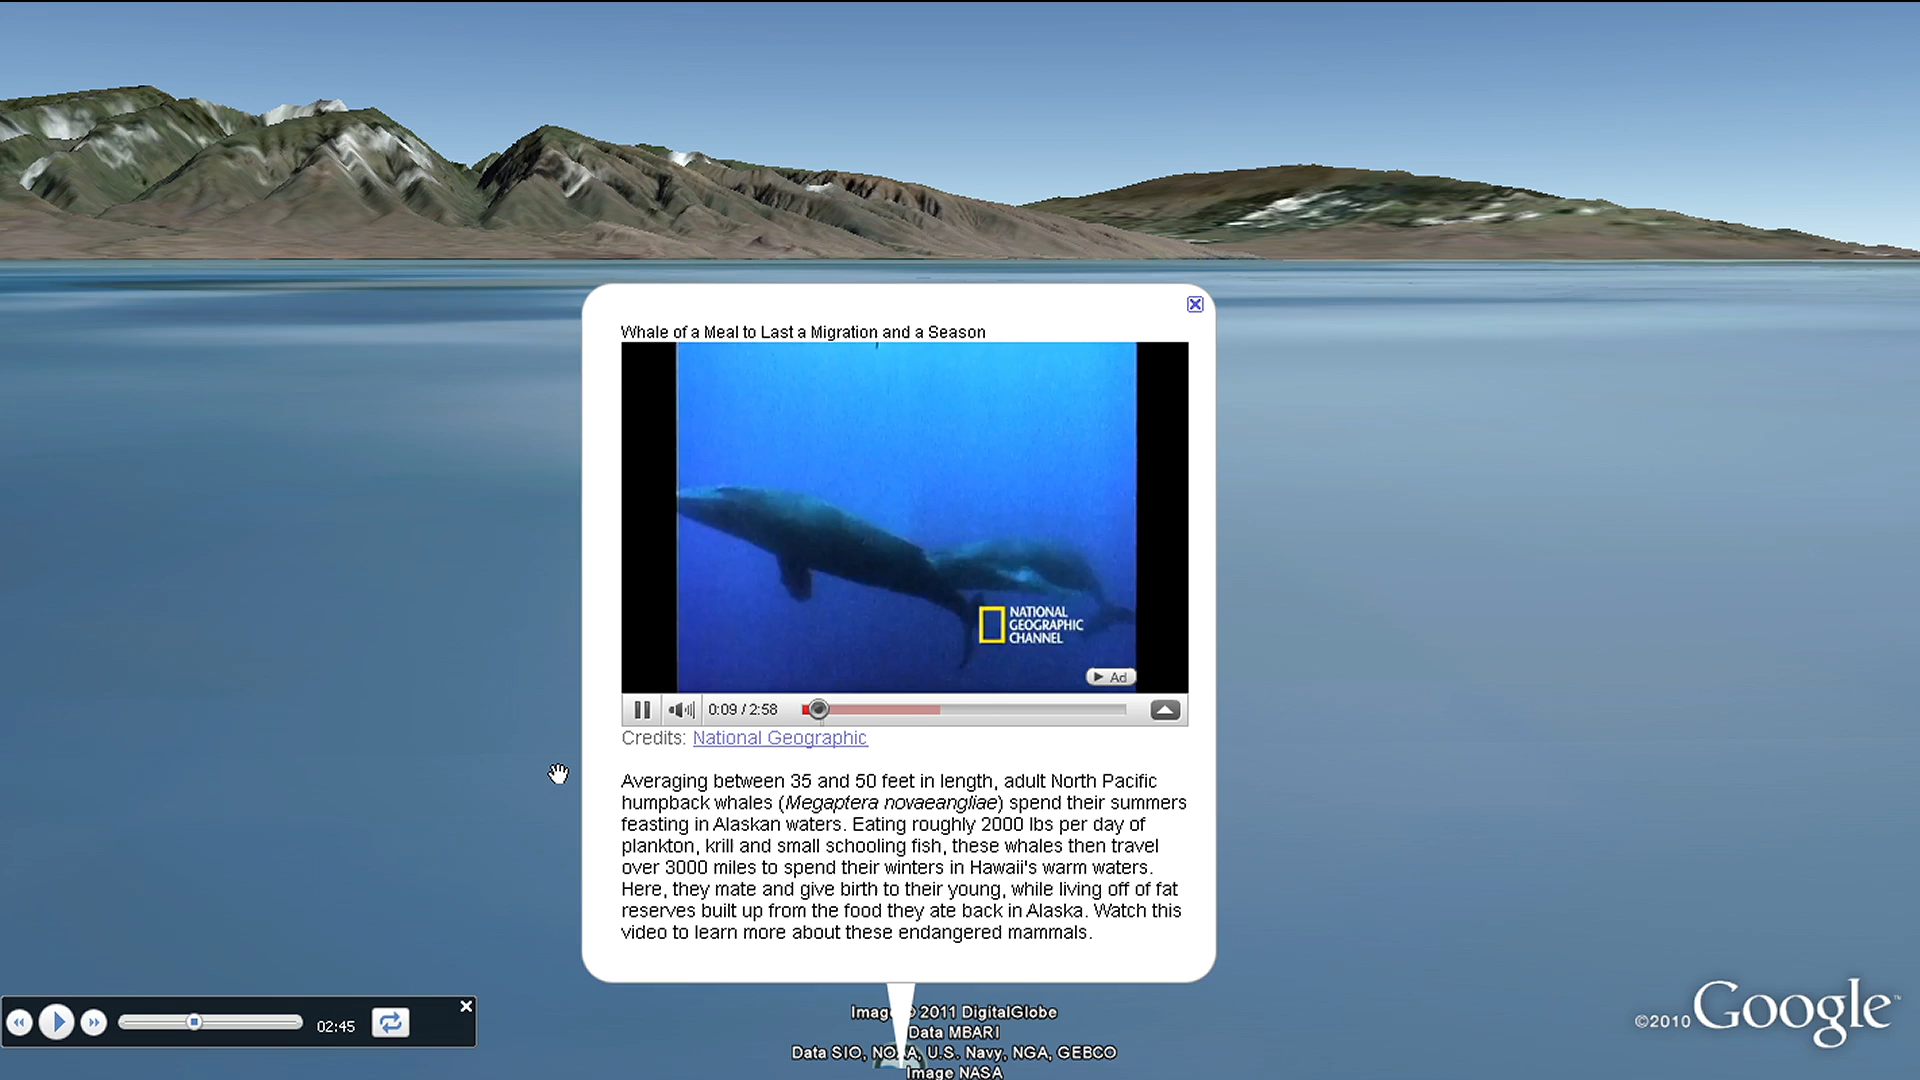 Whale of a Meal to Last a Migration and a Season
NATIONAL
GEOGRAPHIC
CHANNEL
Ad
0:09 / 2:58
Credits: National Geographic
Averaging between 35 and 50 feet in length, adult North Pacific
humpback whales (Megaptera novaeangliae) spend their summers
feasting in Alaskan waters. Eating roughly 2000 lbs per day of
plankton, krill and small schooling fish, these whales then travel
over 3000 miles to spend their winters in Hawaii's warm waters.
Here, they mate and give birth to their young, while living off of fat
reserves built up from the food they ate back in Alaska. Watch this
video to learn more about these endangered mammals.
02:45
2011 DigitalGlobe
Data MBARI
Data SIO, U.S. Navy, NGA, GEBCO
Image NASA
©2010 Google™